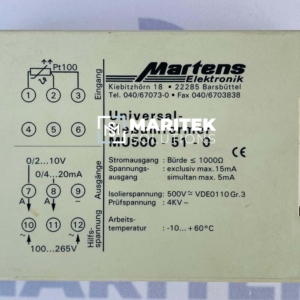 Martens
Elektronik
Kiebitzhörn 18 • 22285 Barsbüttel
Tel. 040/67073-0 • Fax 040/6703838
Pt100
Eingang
1 2 3
4 5 6
Universal-
MARITEK
MU500 51 0
0/2...10V
0/4...20mA
Ausgänge
7 8 9
A A
Hilfs-
spannung
10 11 12
100...265V
Stromausgang : Bürde ≤ 1000Ω
Spannungs- : exclusiv max.15mA
ausgang simultan max. 5mA
Isolierspannung : 500V~ VDE0110 Gr.3
Prüfspannung : 4KV~
Arbeits-
temperatur : -10...+60°C
CE